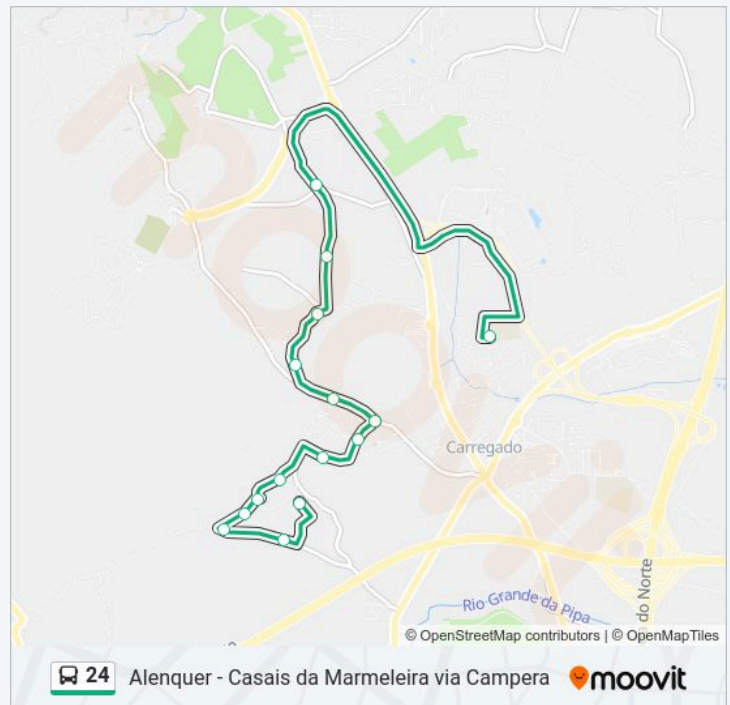 Carregado
Rio Grande da Pipa
do Norte
© OpenStreetMap contributors | © OpenMapTiles
24 Alenquer - Casais da Marmeleira via Campera moovit